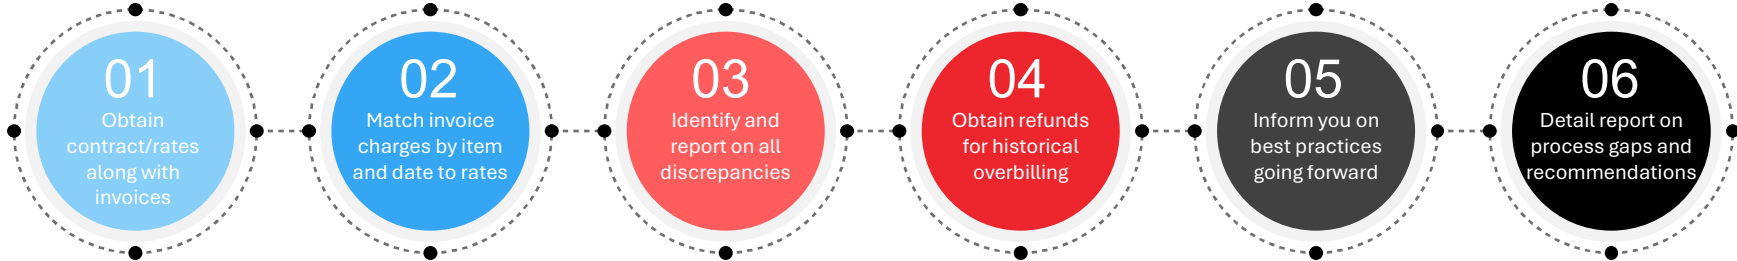 01
Obtain
contract/rates
along with
invoices
02
Match invoice
charges by item
and date to rates
03
Identify and
report on all
discrepancies
04
Obtain refunds
for historical
overbilling
05
Inform you on
best practices
going forward
06
Detail report on
process gaps and
recommendations